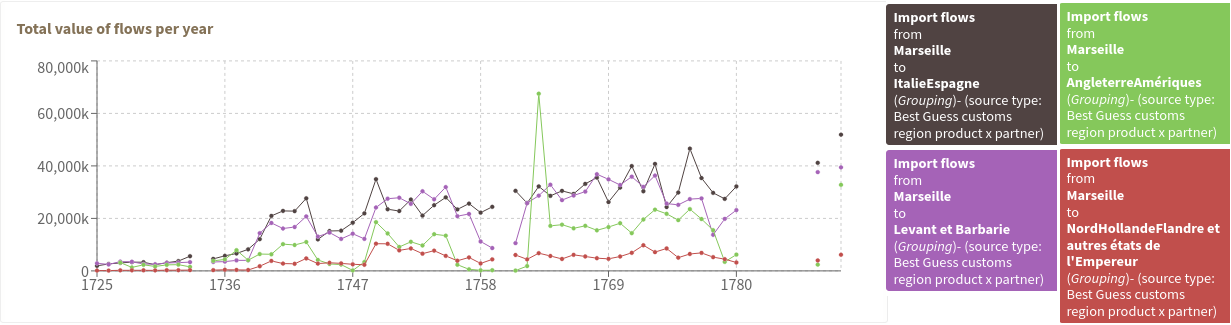 Total value of flows per year
80,000k
60,000k
40,000k
20,000k
0
1725
1736
1747
1758
1769
1780
Import flows
from
Marseille
to
ItalieEspagne
(Grouping)- (source type:
Best Guess customs
region product x partner)
Import flows
from
Marseille
to
AngleterreAmériques
(Grouping)- (source type:
Best Guess customs
region product x partner)
Import flows
from
Marseille
to
Levant et Barbarie
(Grouping)- (source type:
Best Guess customs
region product x partner)
Import flows
from
Marseille
to
NordHollandeFlandre et
autres états de
l'Empereur
(Grouping)- (source type:
Best Guess customs
region product x partner)